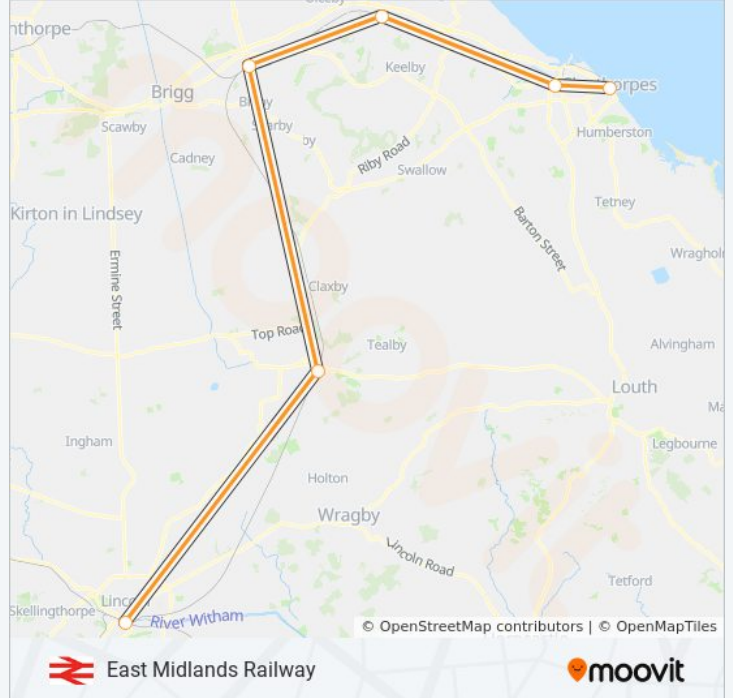 nthorpe
Keelby
Brigg
Scawby
Humberston
Riby Road
Cadney
Swallow
Tetney
Kirton in Lindsey
Barton Street
Ermine Street
Claxby
Top Road
Tealby
Alvingham
Louth
Ingham
Legbourne
Holton
Wragby
Lincoln Road
Tetford
Skellingthorpe
River Witham
© OpenStreetMap contributors | © OpenMapTiles
East Midlands Railway
moovit